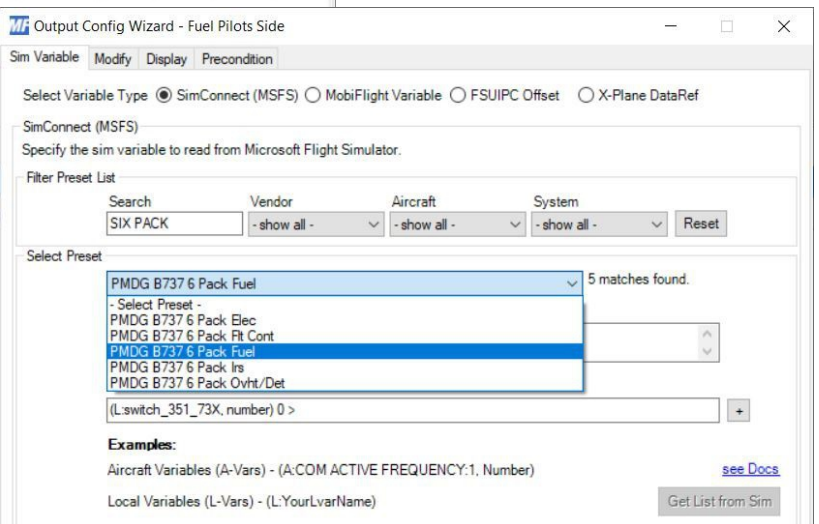 MF Output Config Wizard - Fuel Pilots Side
Sim Variable Modify Display Precondition
Select Variable Type SimConnect (MSFS) MobiFlight Variable FSUIPC Offset X-Plane DataRef
SimConnect (MSFS)
Specify the sim variable to read from Microsoft Flight Simulator.
Filter Preset List
Search Vendor Aircraft System
SIX PACK - show all - - show all - - show all - Reset
Select Preset
PMDG B737 6 Pack Fuel 5 matches found.
- Select Preset -
PMDG B737 6 Pack Elec
PMDG B737 6 Pack Flt Cont
PMDG B737 6 Pack Fuel
PMDG B737 6 Pack Irs
PMDG B737 6 Pack Ovht/Det
(L:switch_351_73X, number) 0 > +
Examples:
Aircraft Variables (A-Vars) - (A:COM ACTIVE FREQUENCY:1, Number) see Docs
Local Variables (L-Vars) - (L:YourLvarName) Get List from Sim